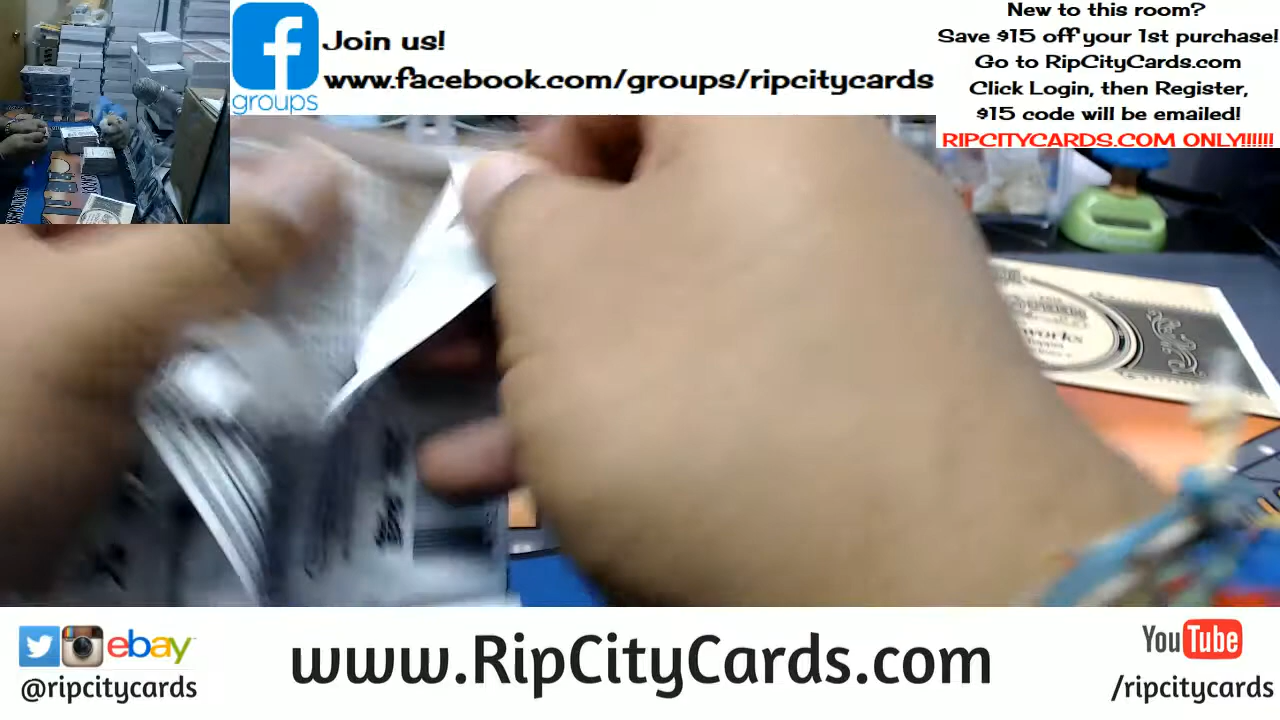 Join us!
www.facebook.com/groups/ripcitycards
groups
New to this room?
Save $15 off your 1st purchase!
Go to RipCityCards.com
Click Login, then Register,
$15 code will be emailed!
RIPCITYCARDS.COM ONLY!!!!!!
ebay
@ripcitycards
www.RipCityCards.com
YouTube
/ripcitycards